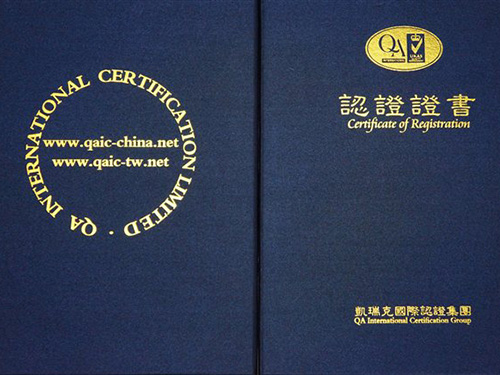 QA INTERNATIONAL CERTIFICATION LIMITED ·
www.qaic-china.net
www.qaic-tw.net
QA
UKAS
認證證書
Certificate of Registration
凱瑞克國際認證集團
QA International Certification Group